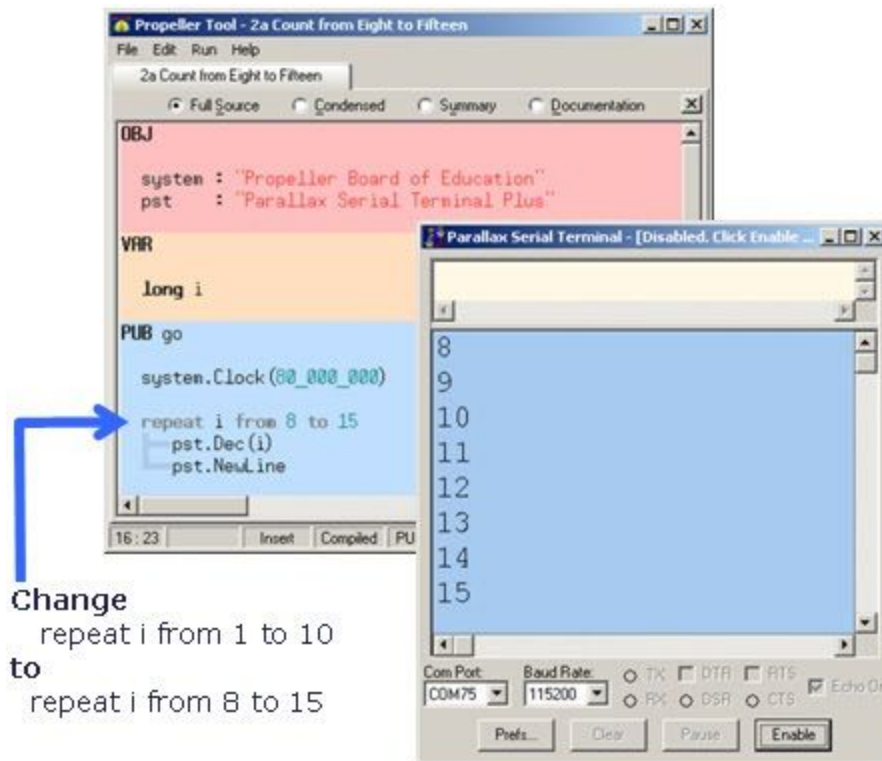 Propeller Tool - 2a Count from Eight to Fifteen
File Edit Run Help
2a Count from Eight to Fifteen
Full Source Condensed Summary Documentation
OBJ
system : "Propeller Board of Education"
pst : "Parallax Serial Terminal Plus"
VAR
long i
PUB go
system.Clock(80_000_000)
repeat i from 8 to 15
pst.Dec(i)
pst.NewLine
16 : 23 Insert Compiled PU
Parallax Serial Terminal - [Disabled. Click Enable ...
8
9
10
11
12
13
14
15
Com Port: Baud Rate: TX DTR RTS
COM75 115200 RX DSR CTS Echo On
Prefs... Clear Pause Enable
Change
repeat i from 1 to 10
to
repeat i from 8 to 15